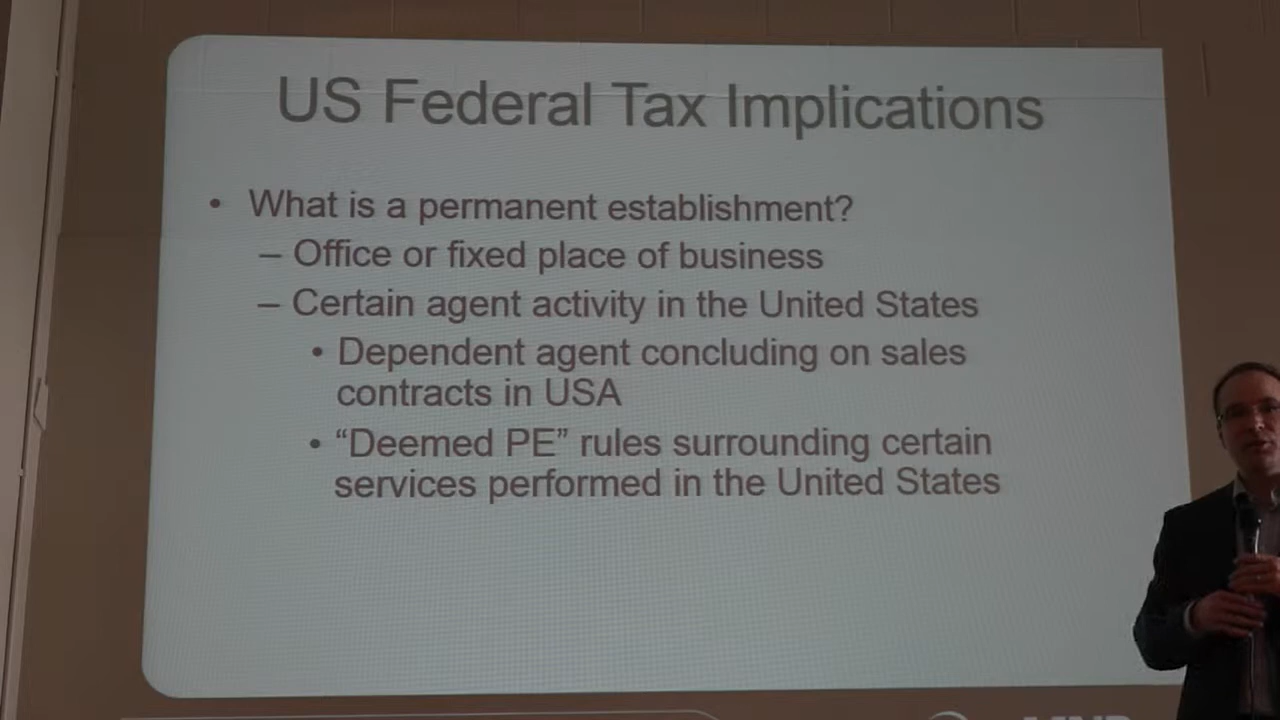 US Federal Tax Implications
• What is a permanent establishment?
– Office or fixed place of business
– Certain agent activity in the United States
• Dependent agent concluding on sales
contracts in USA
• “Deemed PE” rules surrounding certain
services performed in the United States